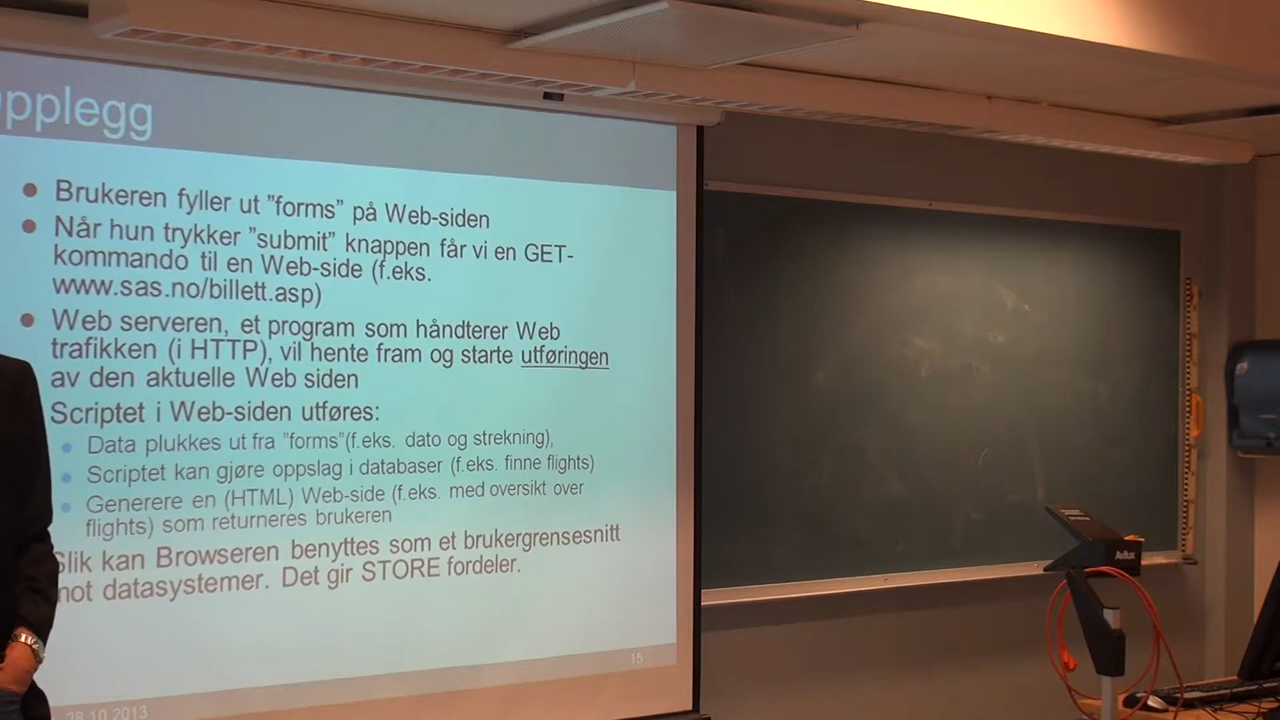 opplegg
Brukeren fyller ut "forms" på Web-siden
Når hun trykker "submit" knappen får vi en GET-
kommando til en Web-side (f.eks.
www.sas.no/billett.asp)
Web serveren, et program som håndterer Web
trafikken (i HTTP), vil hente fram og starte utføringen
av den aktuelle Web siden
Scriptet i Web-siden utføres:
Data plukkes ut fra "forms"(f.eks. dato og strekning),
Scriptet kan gjøre oppslag i databaser (f.eks. finne flights)
Generere en (HTML) Web-side (f.eks. med oversikt over
flights) som returneres brukeren
Slik kan Browseren benyttes som et brukergrensesnitt
mot datasystemer. Det gir STORE fordeler.
15
28.10.2013